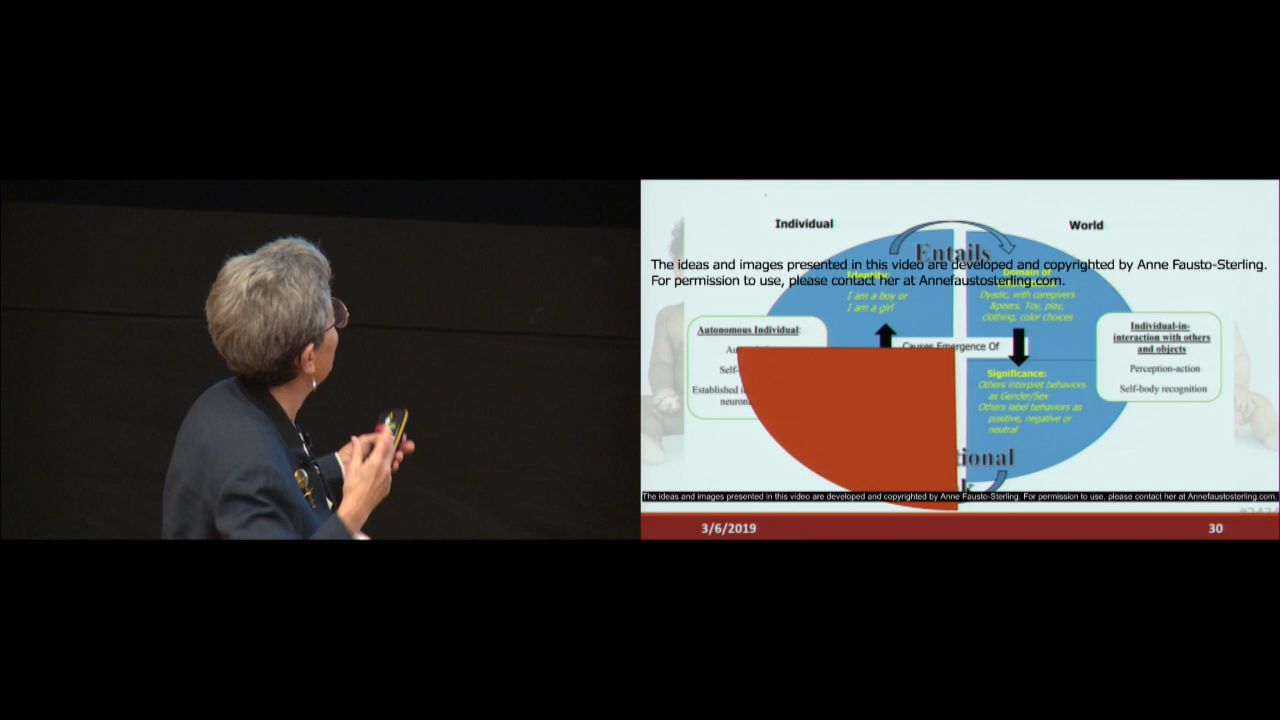 Individual
World
Entails
The ideas and images presented in this video are developed and copyrighted by Anne Fausto-Sterling.
For permission to use, please contact her at Annefaustosterling.com.
Identity:
I am a boy or
I am a girl
Domain of
Dyadic, with caregivers
&peers. Toy, play,
clothing, color choices
Autonomous Individual:
Self-
Established
Causes Emergence Of
Individual-in-
interaction with others
and objects
Perception-action
Self-body recognition
Significance:
Others interpret behaviors
as Gender/Sex
Others label behaviors as
positive, negative or
neutral
tional
k
The ideas and images presented in this video are developed and copyrighted by Anne Fausto-Sterling. For permission to use, please contact her at Annefaustosterling.com.
3/6/2019
30